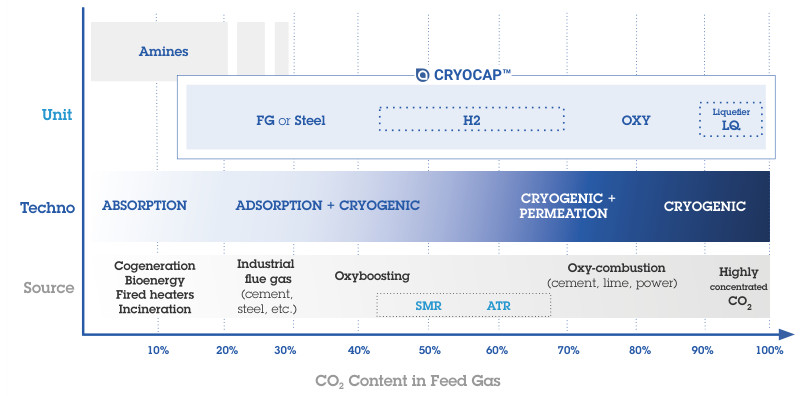 Amines
CRYOCAP™
Unit
FG or Steel
H2
OXY
Liquefier
LQ
Techno
ABSORPTION
ADSORPTION + CRYOGENIC
CRYOGENIC +
PERMEATION
CRYOGENIC
Source
Cogeneration
Bioenergy
Fired heaters
Incineration
Industrial
flue gas
(cement,
steel, etc.)
Oxyboosting
SMR
ATR
Oxy-combustion
(cement, lime, power)
Highly
concentrated
CO₂
10% 20% 30% 40% 50% 60% 70% 80% 90% 100%
CO₂ Content in Feed Gas